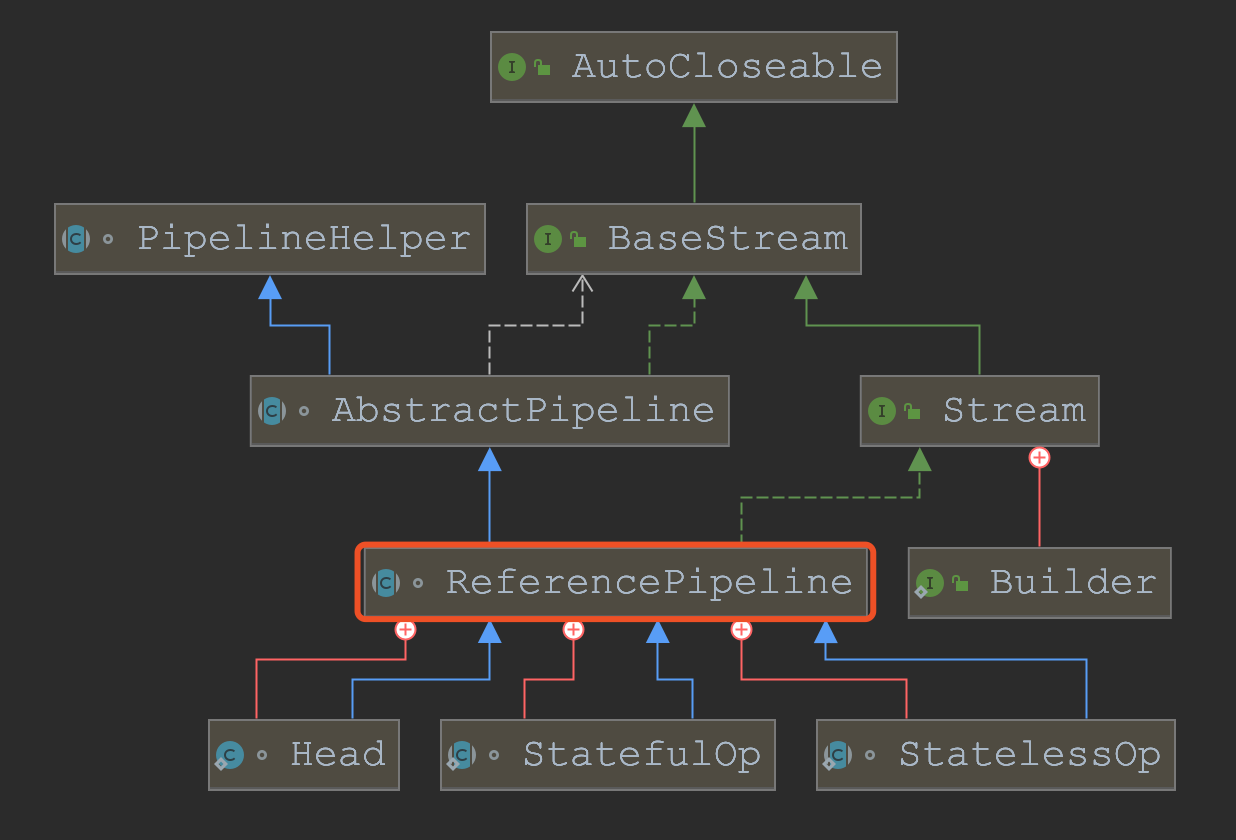 AutoCloseable
PipelineHelper
BaseStream
AbstractPipeline
Stream
ReferencePipeline
Builder
Head
StatefulOp
StatelessOp